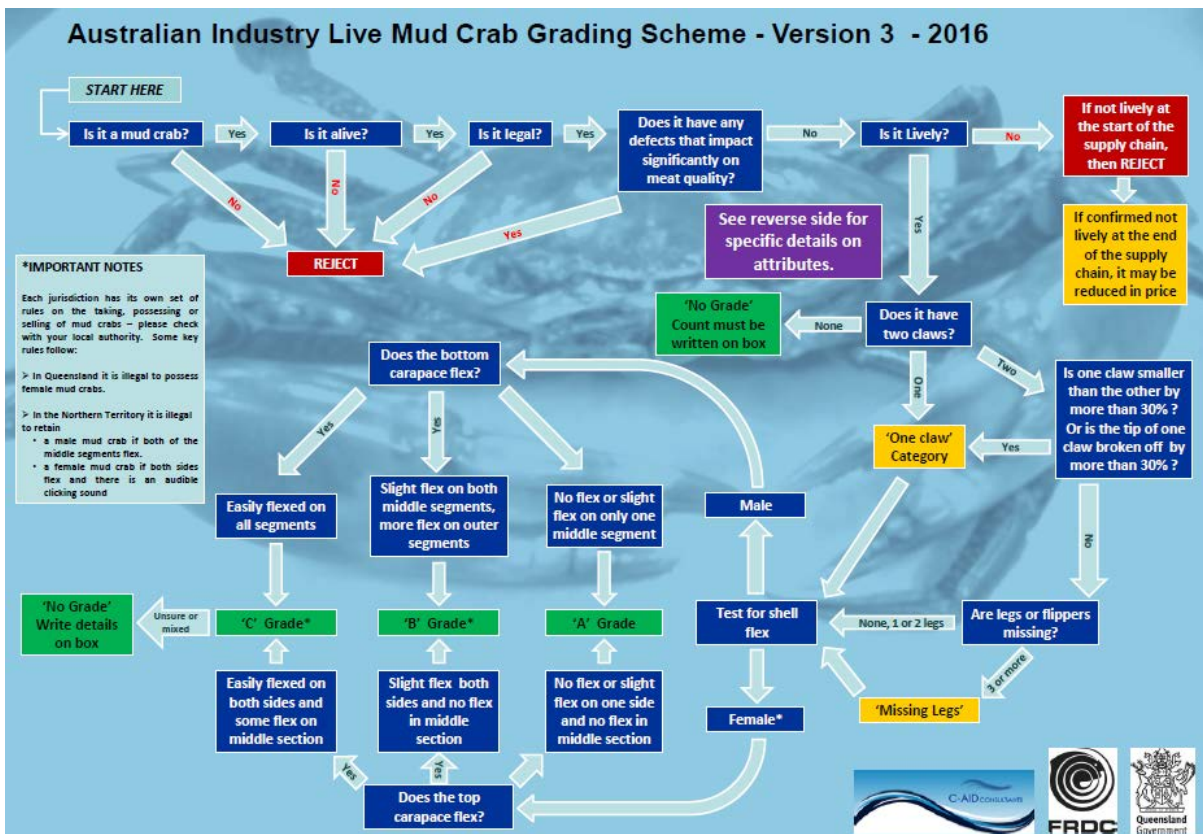 Australian Industry Live Mud Crab Grading Scheme - Version 3 - 2016
START HERE
Is it a mud crab?
Yes
Is it alive?
Yes
Is it legal?
Yes
Does it have any
defects that impact
significantly on
meat quality?
No
Is it Lively?
No
If not lively at
the start of the
supply chain,
then REJECT
No
No
No
Yes
REJECT
See reverse side for
specific details on
attributes.
Yes
If confirmed not
lively at the end
of the supply
chain, it may be
reduced in price
*IMPORTANT NOTES
Each jurisdiction has its own set of
rules on the taking, possessing or
selling of mud crabs – please check
with your local authority. Some key
rules follow:
➢ In Queensland it is illegal to possess
female mud crabs.
➢ In the Northern Territory it is illegal
to retain
• a male mud crab if both of the
middle segments flex.
• a female mud crab if both sides
flex and there is an audible
clicking sound
'No Grade'
Count must be
written on box
None
Does it have
two claws?
Two
One
Is one claw smaller
than the other by
more than 30% ?
Or is the tip of one
claw broken off by
more than 30% ?
Yes
'One claw'
Category
No
Does the bottom
carapace flex?
Yes
Yes
Easily flexed on
all segments
Slight flex on both
middle segments,
more flex on outer
segments
No flex or slight
flex on only one
middle segment
Male
'No Grade'
Write details
on box
Unsure or
mixed
'C' Grade*
'B' Grade*
'A' Grade
Test for shell
flex
None, 1 or 2 legs
Are legs or flippers
missing?
3 or more
'Missing Legs'
Easily flexed on
both sides and
some flex on
middle section
Slight flex both
sides and no flex
in middle
section
No flex or slight
flex on one side
and no flex in
middle section
Female*
Yes
Yes
Does the top
carapace flex?
C-AID CONSULTANTS
FRDC
Queensland
Government